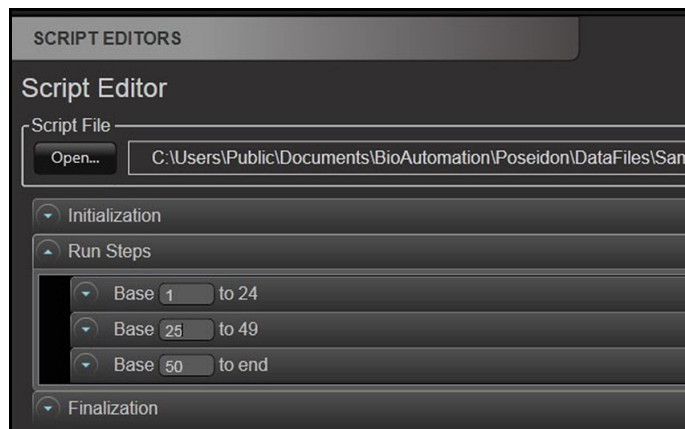 SCRIPT EDITORS
Script Editor
Script File
Open... C:\Users\Public\Documents\BioAutomation\Poseidon\DataFiles\San
Initialization
Run Steps
Base 1 to 24
Base 25 to 49
Base 50 to end
Finalization